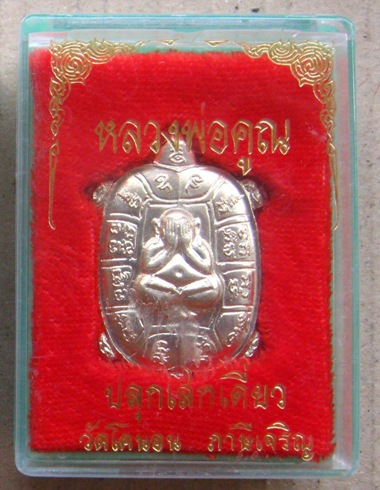 หลวงพ่อคูณ
ปลุกเสกเดี่ยว
วัดโคนอน ภาษีเจริญ